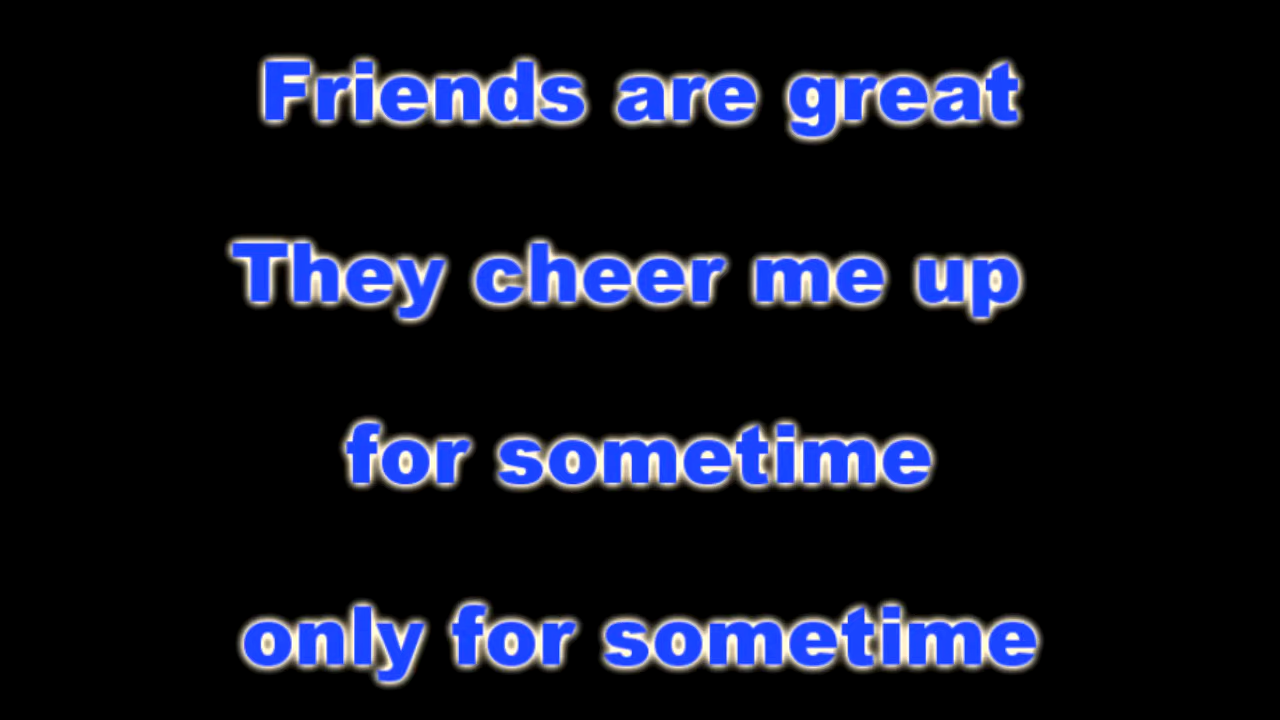 Friends are great
They cheer me up
for sometime
only for sometime